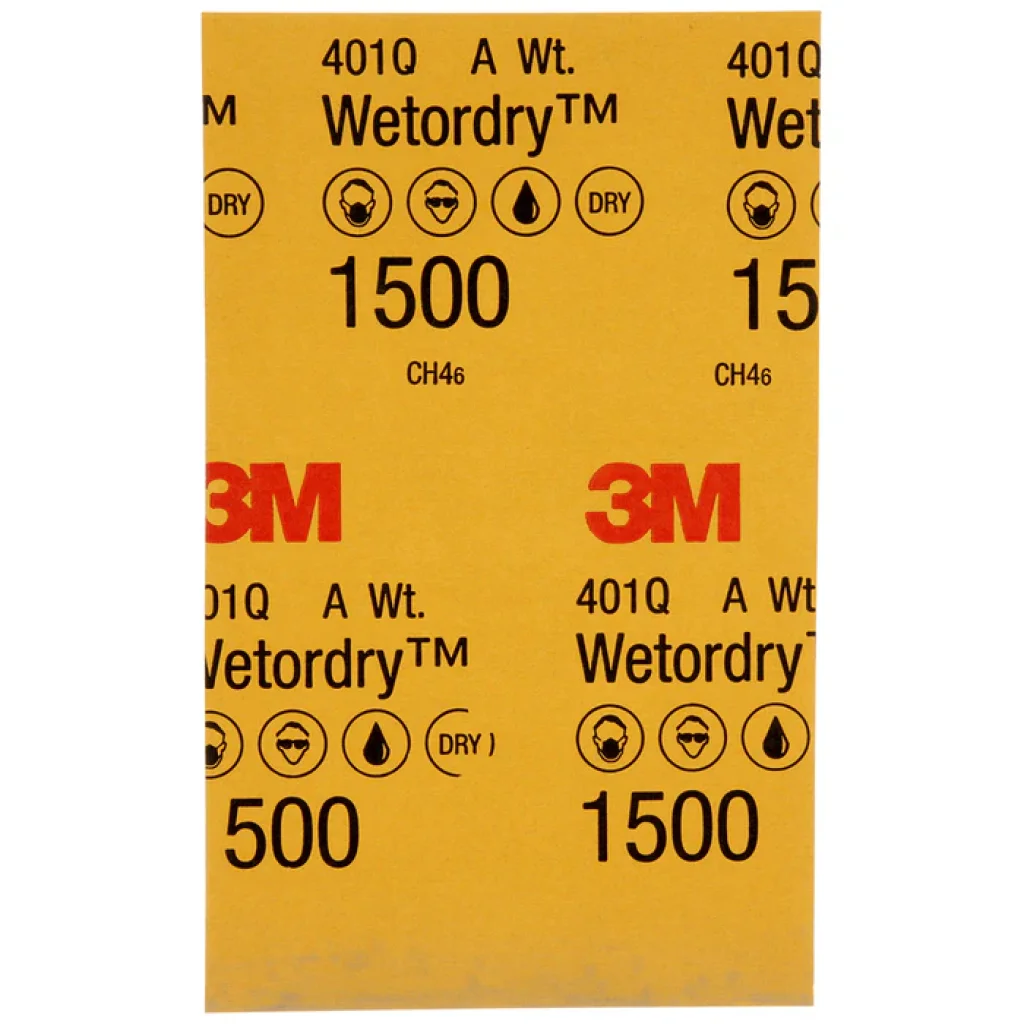 401Q A Wt. 401Q
TM Wetordry™ Wet
DRY DRY
1500 15
CH46 CH46
3M 3M
01Q A Wt. 401Q A Wt
Wetordry™ Wetordry
DRY
500 1500